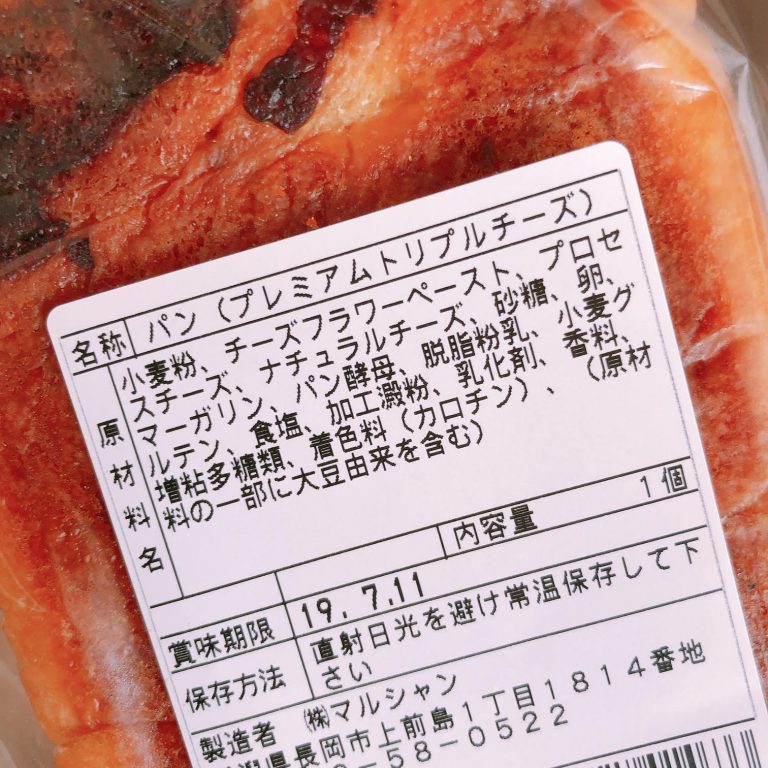 名称 パン（プレミアムトリプルチーズ）
原材料名
小麦粉、チーズフラワーペースト、プロセ
スチーズ、ナチュラルチーズ、砂糖、卵、
マーガリン、パン酵母、脱脂粉乳、小麦グ
ルテン、食塩、加工澱粉、乳化剤、香料、
増粘多糖類、着色料（カロチン）、（原材
料の一部に大豆由来を含む）
内容量 1個
賞味期限 19.7.11
保存方法 直射日光を避け常温保存して下
さい
製造者 ㈱マルシャン
県長岡市上前島1丁目1814番地
-58-0522